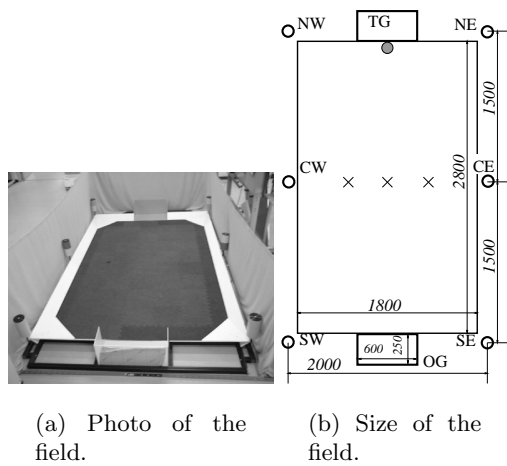 NW
TG
NE
1500
CW
CE
2800
1500
1800
SW
SE
600
250
OG
2000
(a) Photo of the
field.
(b) Size of the
field.